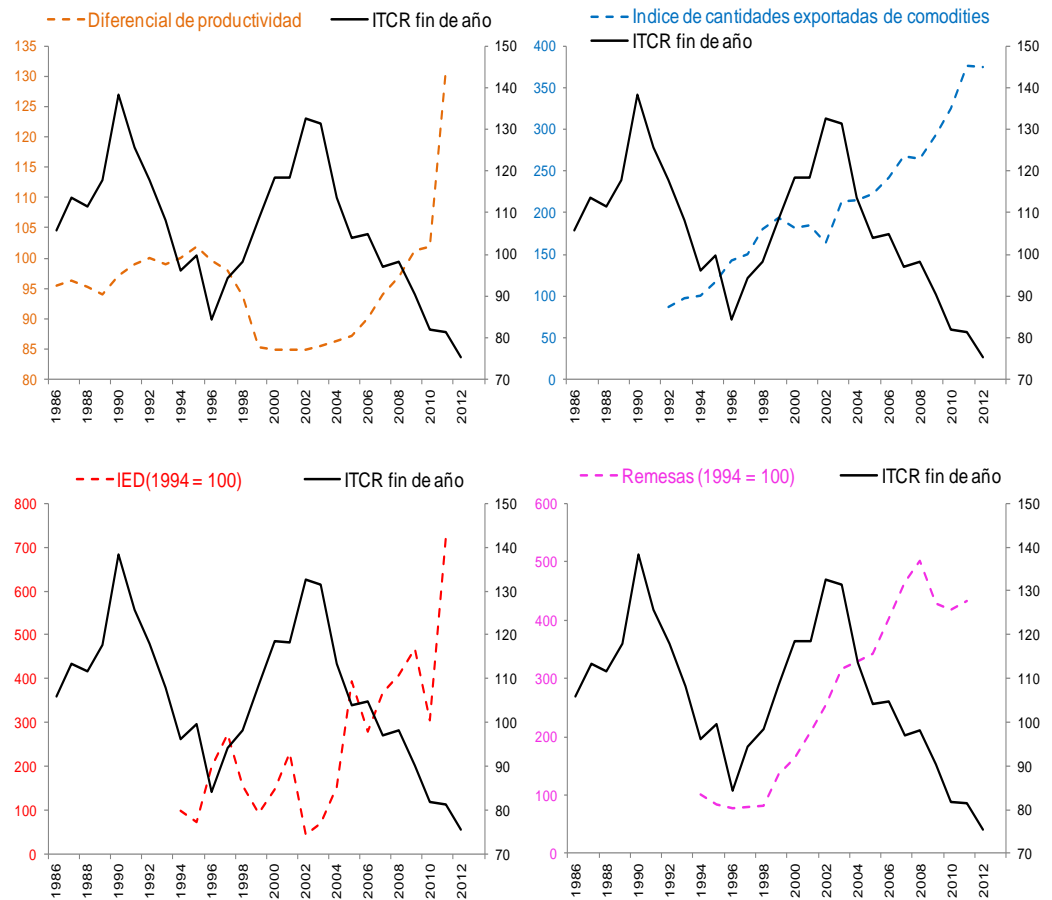 Diferencial de productividad ITCR fin de año
135 130 125 120 115 110 105 100 95 90 85 80
150 140 130 120 110 100 90 80 70
1986 1988 1990 1992 1994 1996 1998 2000 2002 2004 2006 2008 2010 2012
Indice de cantidades exportadas de comodities
ITCR fin de año
400 350 300 250 200 150 100 50 0
150 140 130 120 110 100 90 80 70
1986 1988 1990 1992 1994 1996 1998 2000 2002 2004 2006 2008 2010 2012
IED(1994 = 100) ITCR fin de año
800 700 600 500 400 300 200 100 0
150 140 130 120 110 100 90 80 70
1986 1988 1990 1992 1994 1996 1998 2000 2002 2004 2006 2008 2010 2012
Remesas (1994 = 100) ITCR fin de año
600 500 400 300 200 100 0
150 140 130 120 110 100 90 80 70
1986 1988 1990 1992 1994 1996 1998 2000 2002 2004 2006 2008 2010 2012